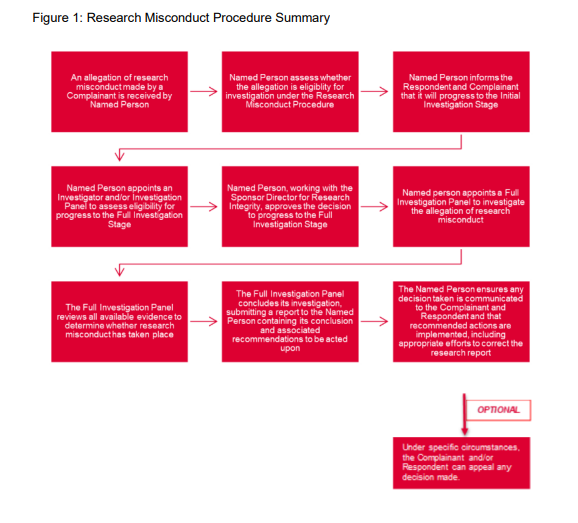 Figure 1: Research Misconduct Procedure Summary
An allegation of research
misconduct made by a
Complainant is received by
Named Person
Named Person assess whether
the allegation is eligiblity for
investigation under the Research
Misconduct Procedure
Named Person informs the
Respondent and Complainant
that it will progress to the Initial
Investigation Stage
Named Person appoints an
Investigator and/or Investigation
Panel to assess eligibility for
progress to the Full Investigation
Stage
Named Person, working with the
Sponsor Director for Research
Integrity, approves the decision
to progress to the Full
Investigation Stage
Named person appoints a Full
Investigation Panel to investigate
the allegation of research
misconduct
The Full Investigation Panel
reviews all available evidence to
determine whether research
misconduct has taken place
The Full Investigation Panel
concludes its investigation,
submitting a report to the Named
Person containing its conclusion
and associated
recommendations to be acted
upon
The Named Person ensures any
decision taken is communicated
to the Complainant and
Respondent and that
recommended actions are
implemented, including
appropriate efforts to correct the
research report
OPTIONAL
Under specific circumstances,
the Complainant and/or
Respondent can appeal any
decision made.